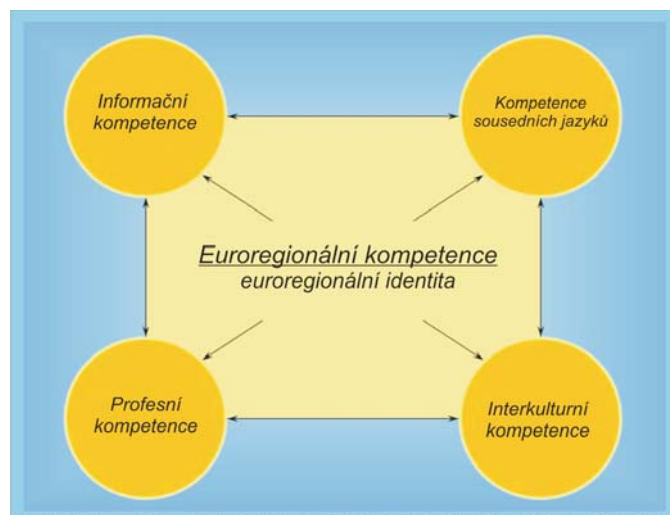 Informační
kompetence
Kompetence
sousedních jazyků
Euroregionální kompetence
euroregionální identita
Profesní
kompetence
Interkulturní
kompetence